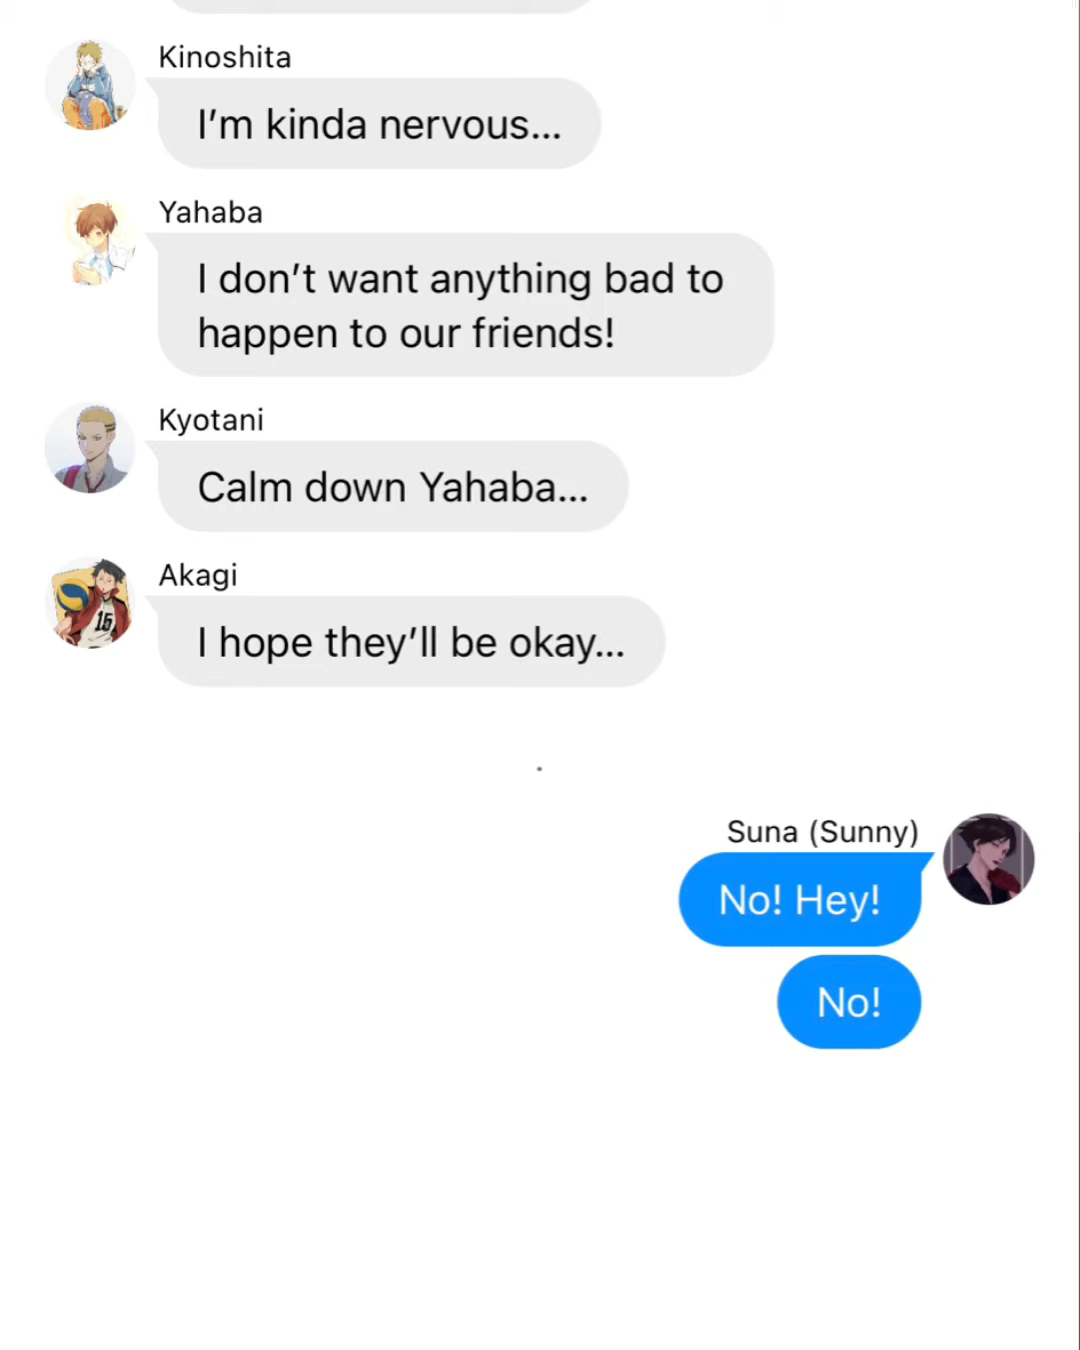 Kinoshita
I’m kinda nervous...
Yahaba
I don’t want anything bad to
happen to our friends!
Kyotani
Calm down Yahaba...
Akagi
15
I hope they’ll be okay...
.
Suna (Sunny)
No! Hey!
No!